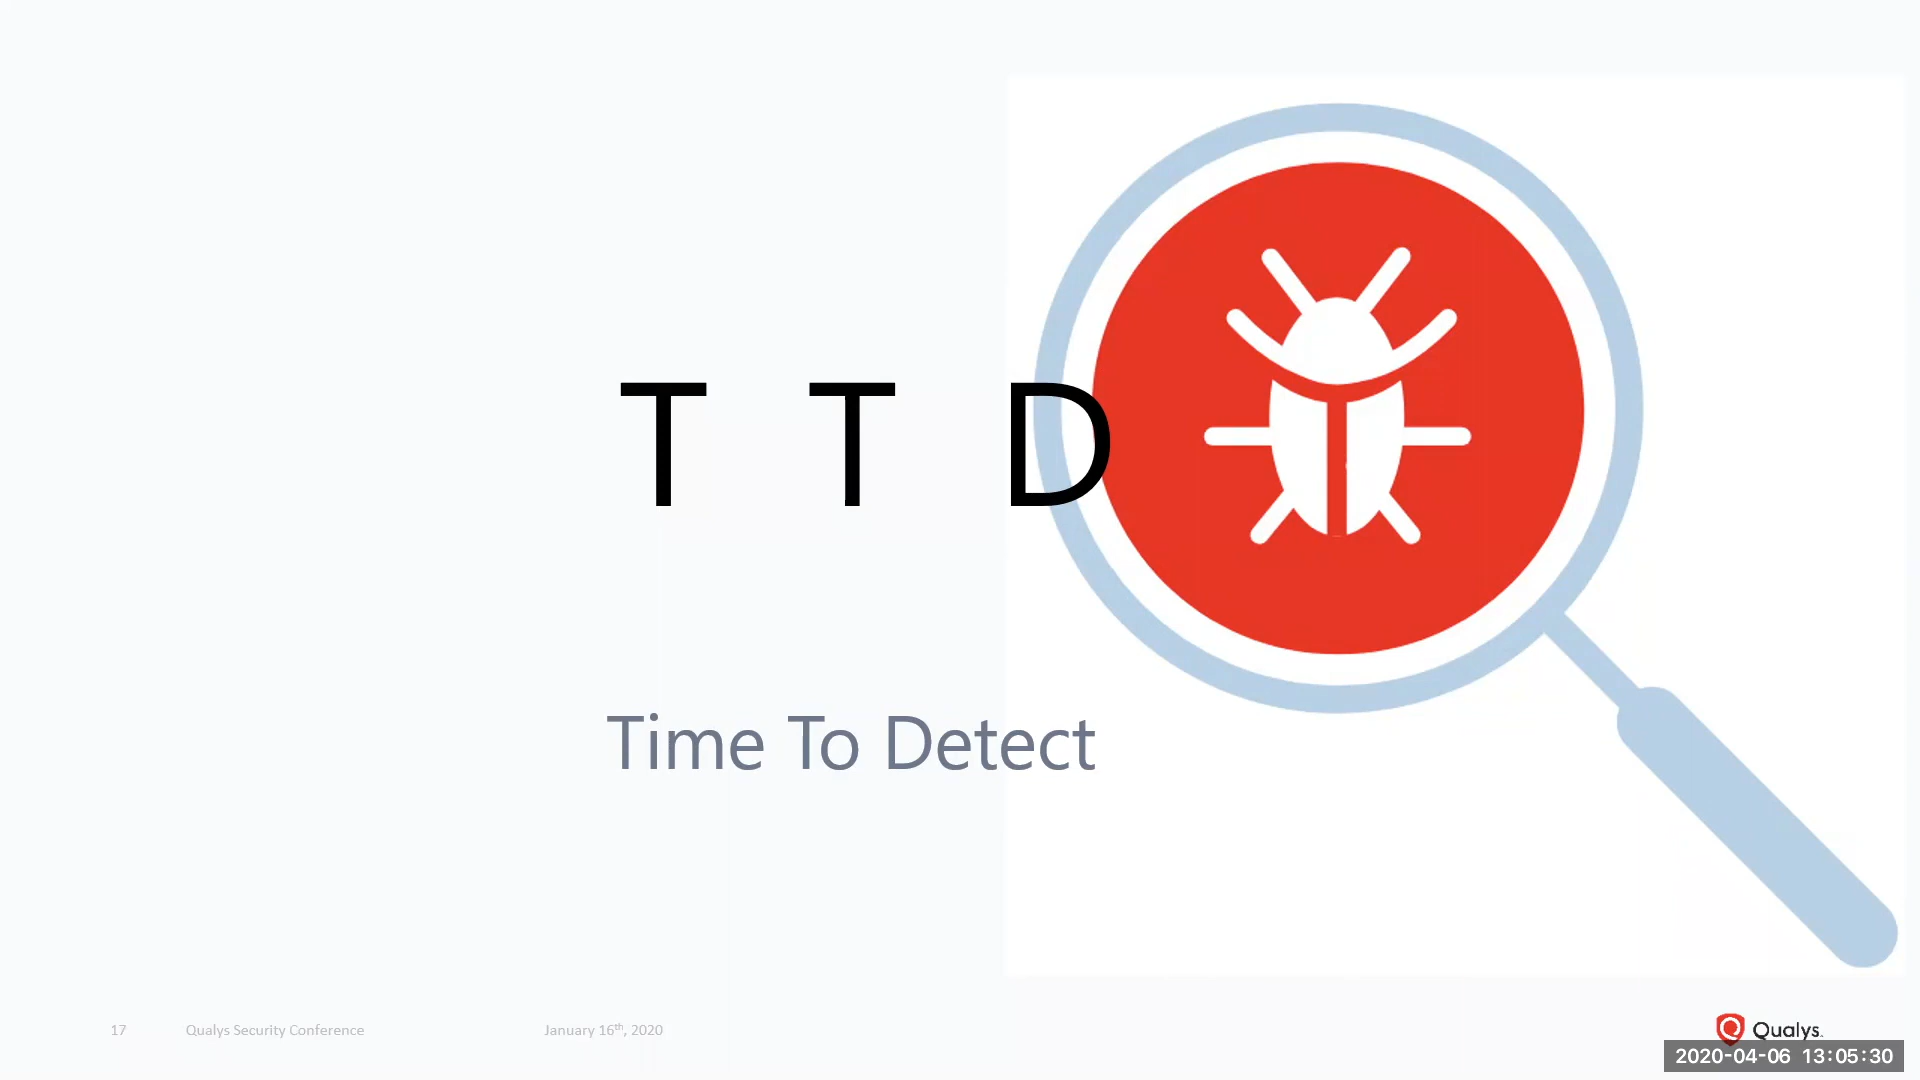 T T D
Time To Detect
17 Qualys Security Conference January 16th, 2020
Qualys.
2020-04-06 13:05:30